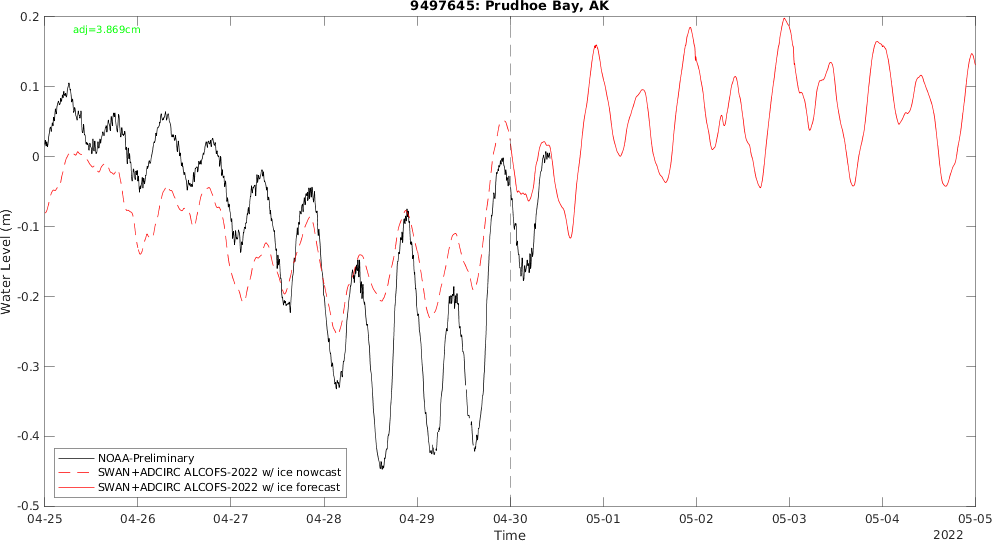 9497645: Prudhoe Bay, AK
adj=3.869cm
0.2
0.1
0
-0.1
-0.2
-0.3
-0.4
-0.5
Water Level (m)
NOAA-Preliminary
SWAN+ADCIRC ALCOFS-2022 w/ ice nowcast
SWAN+ADCIRC ALCOFS-2022 w/ ice forecast
04-25 04-26 04-27 04-28 04-29 04-30 05-01 05-02 05-03 05-04 05-05
Time
2022